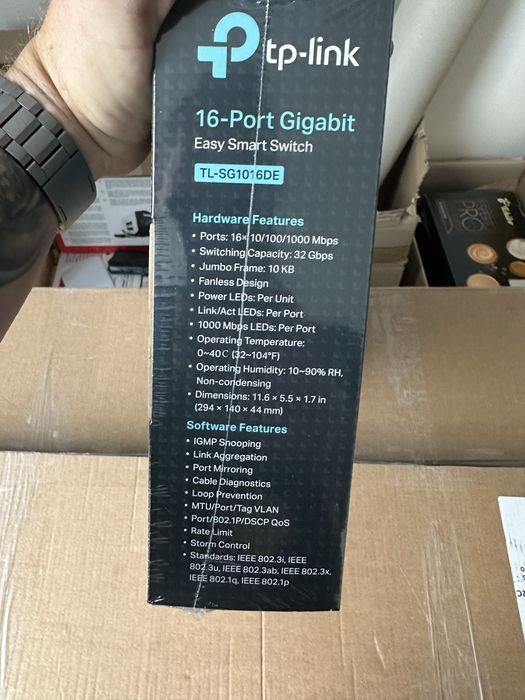 tp-link
16-Port Gigabit
Easy Smart Switch
TL-SG1016DE
Hardware Features
• Ports: 16× 10/100/1000 Mbps
• Switching Capacity: 32 Gbps
• Jumbo Frame: 10 KB
• Fanless Design
• Power LEDs: Per Unit
• Link/Act LEDs: Per Port
• 1000 Mbps LEDs: Per Port
• Operating Temperature:
0~40℃ (32~104°F)
• Operating Humidity: 10~90% RH,
Non-condensing
• Dimensions: 11.6 × 5.5 × 1.7 in
(294 × 140 × 44 mm)
Software Features
• IGMP Snooping
• Link Aggregation
• Port Mirroring
• Cable Diagnostics
• Loop Prevention
• MTU/Port/Tag VLAN
• Port/802.1P/DSCP QoS
• Rate Limit
• Storm Control
• Standards: IEEE 802.3i, IEEE
802.3u, IEEE 802.3ab, IEEE 802.3x,
IEEE 802.1q, IEEE 802.1p
PRO